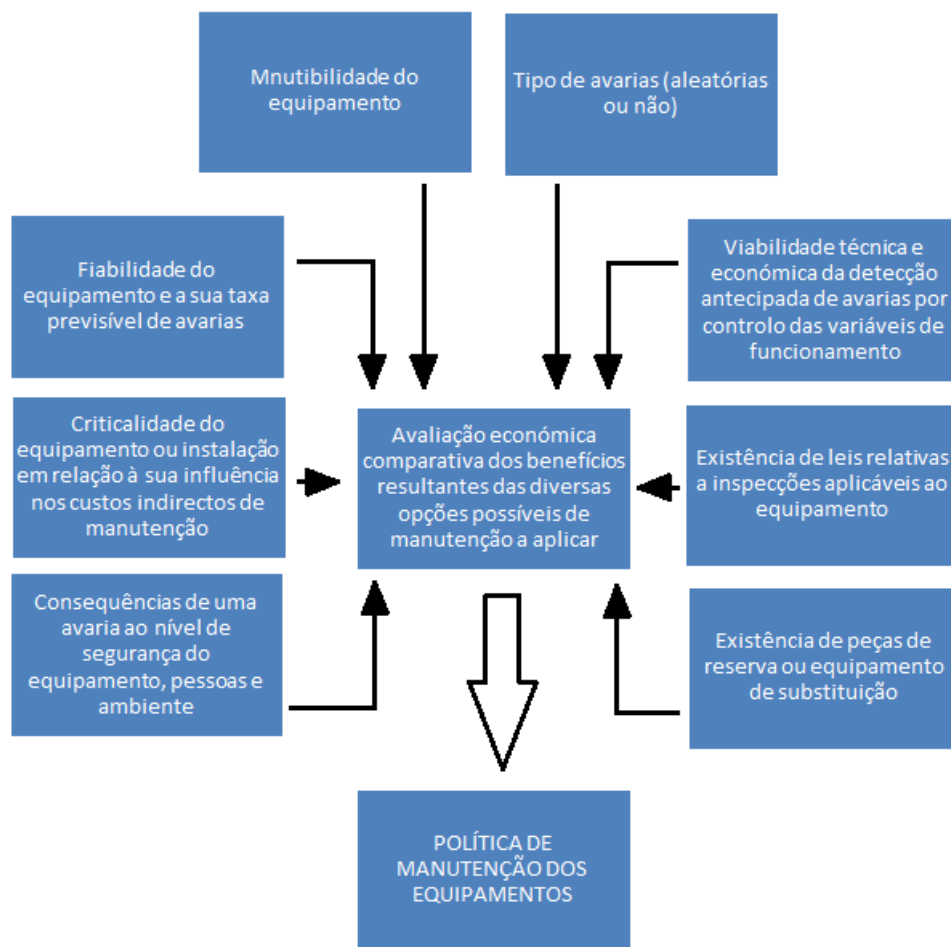 Mnutibilidade do
equipamento
Tipo de avarias (aleatórias
ou não)
Fiabilidade do
equipamento e a sua taxa
previsível de avarias
Viabilidade técnica e
económica da detecção
antecipada de avarias por
controlo das variáveis de
funcionamento
Criticalidade do
equipamento ou instalação
em relação à sua influência
nos custos indirectos de
manutenção
Avaliação económica
comparativa dos benefícios
resultantes das diversas
opções possíveis de
manutenção a aplicar
Existência de leis relativas
a inspecções aplicáveis ao
equipamento
Consequências de uma
avaria ao nível de
segurança do
equipamento, pessoas e
ambiente
Existência de peças de
reserva ou equipamento
de substituição
POLÍTICA DE
MANUTENÇÃO DOS
EQUIPAMENTOS